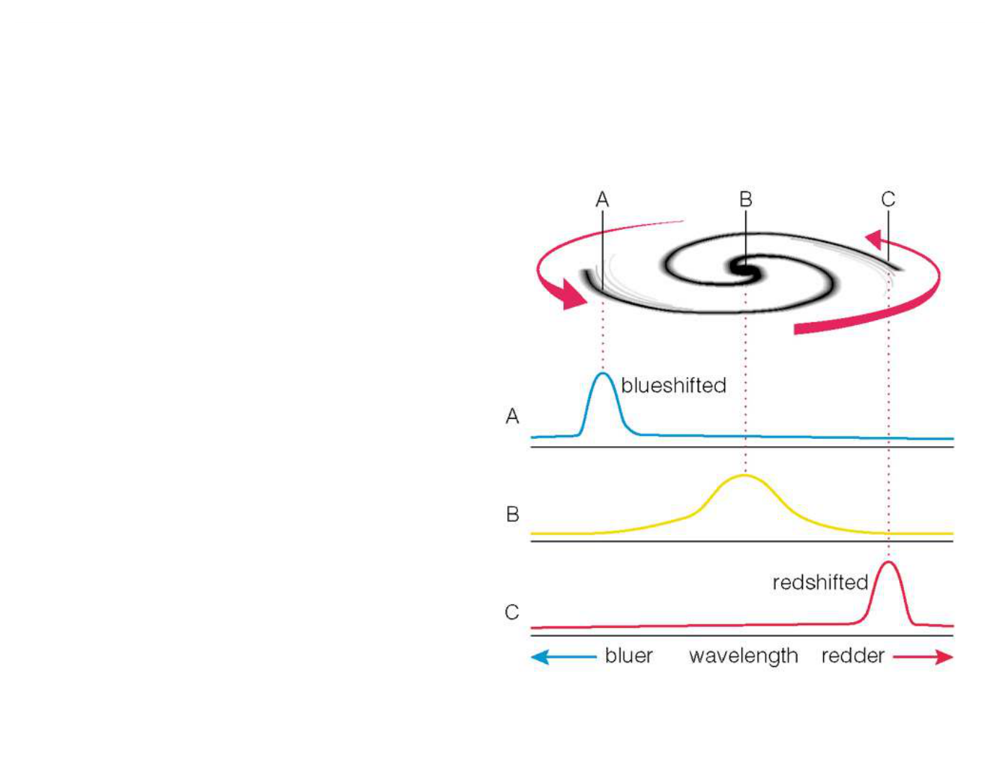 A B C
blueshifted
A
B
redshifted
C
bluer wavelength redder